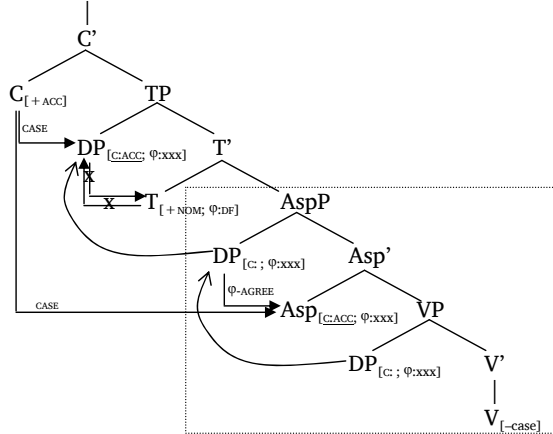 C’
C[+ACC] TP
CASE
DP[C:ACC; φ:xxx] T’
x
x T[+NOM; φ:DF] AspP
DP[C: ; φ:xxx] Asp’
φ-AGREE
CASE Asp[C:ACC; φ:xxx] VP
DP[C: ; φ:xxx] V’
V[–case]